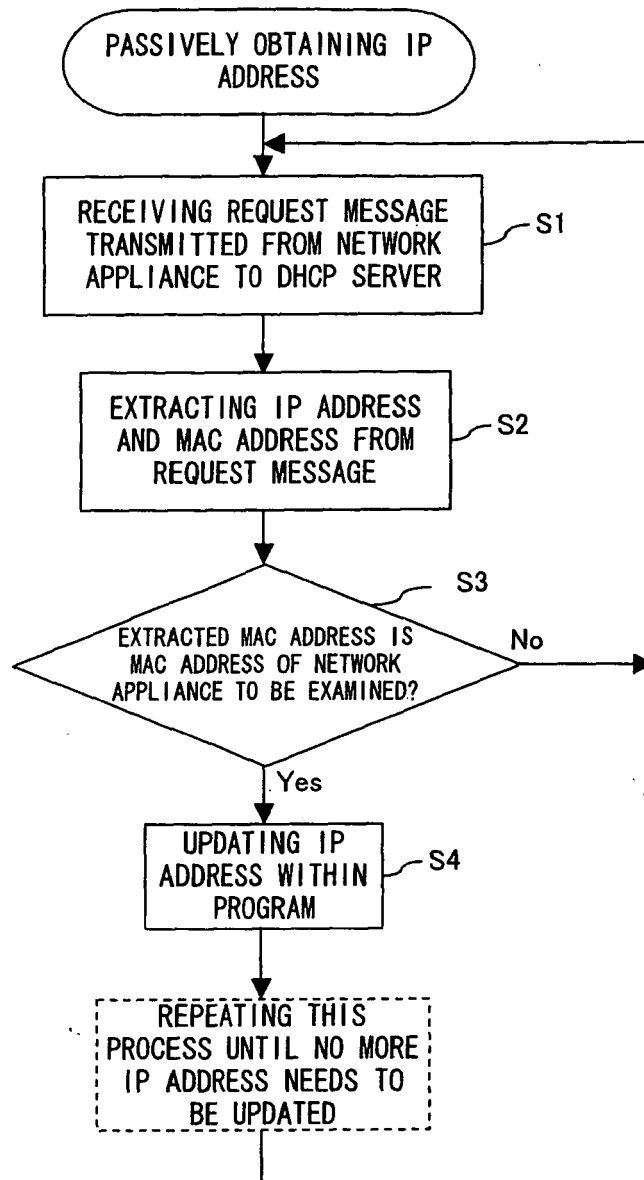 PASSIVELY OBTAINING IP
ADDRESS
RECEIVING REQUEST MESSAGE
TRANSMITTED FROM NETWORK
APPLIANCE TO DHCP SERVER
S1
EXTRACTING IP ADDRESS
AND MAC ADDRESS FROM
REQUEST MESSAGE
S2
S3
EXTRACTED MAC ADDRESS IS
MAC ADDRESS OF NETWORK
APPLIANCE TO BE EXAMINED?
No
Yes
UPDATING IP
ADDRESS WITHIN
PROGRAM
S4
REPEATING THIS
PROCESS UNTIL NO MORE
IP ADDRESS NEEDS TO
BE UPDATED